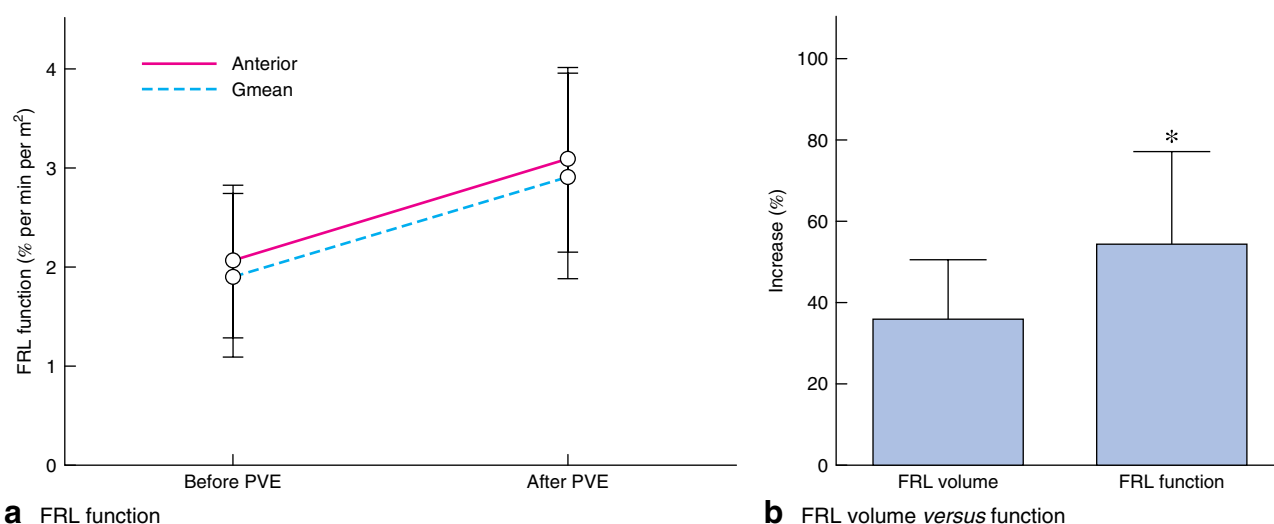 FRL function (% per min per m²)
4
3
2
1
0
Anterior
Gmean
Before PVE
After PVE
a FRL function
Increase (%)
100
80
60
40
20
0
*
FRL volume
FRL function
b FRL volume versus function